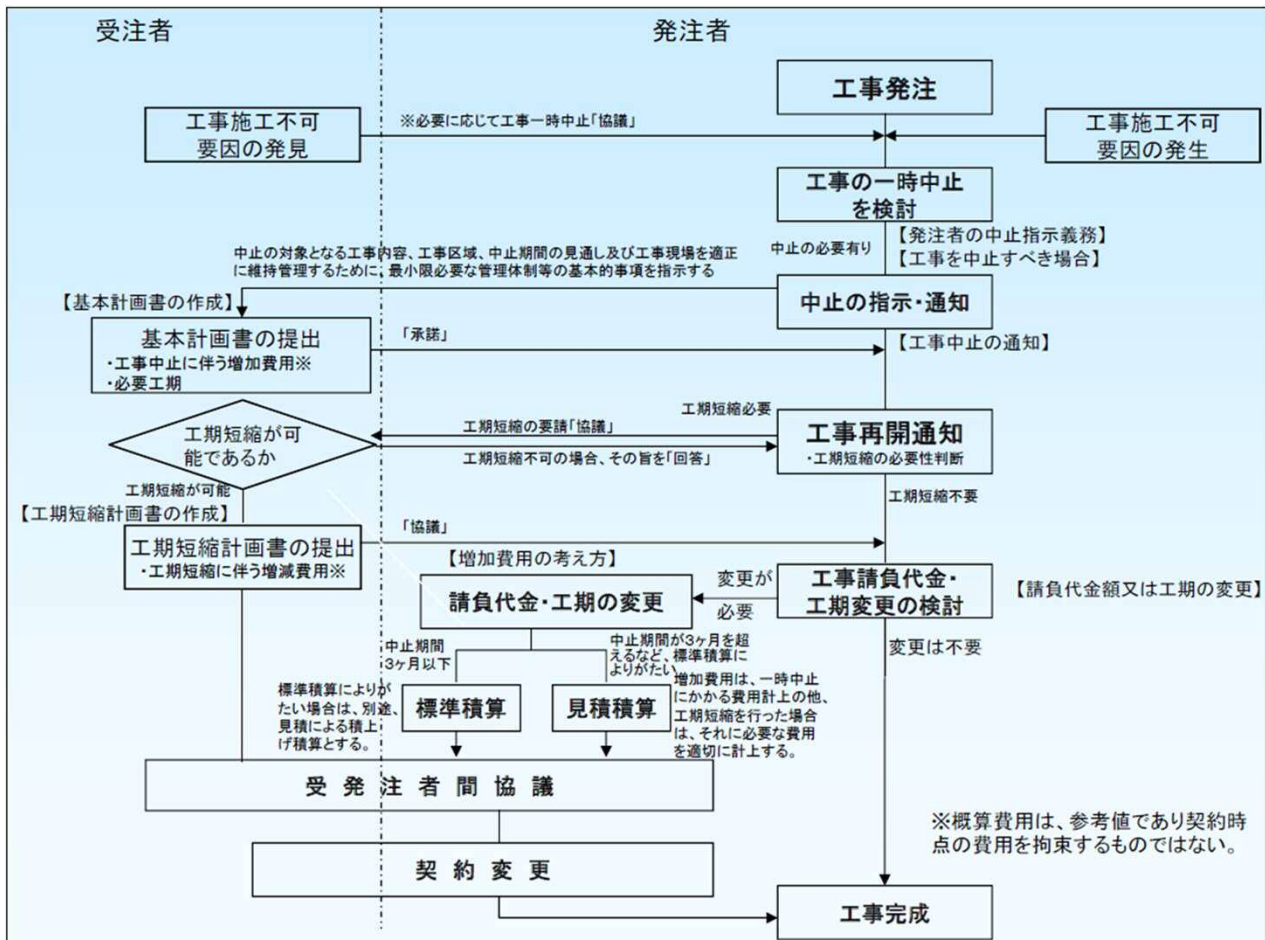 受注者
発注者
工事発注
工事施工不可
要因の発見
※必要に応じて工事一時中止「協議」
工事施工不可
要因の発生
工事の一時中止
を検討
中止の対象となる工事内容、工事区域、中止期間の見通し及び工事現場を適正
に維持管理するために、最小限必要な管理体制等の基本的事項を指示する
中止の必要有り
【発注者の中止指示義務】
【工事を中止すべき場合】
【基本計画書の作成】
中止の指示・通知
基本計画書の提出
・工事中止に伴う増加費用※
・必要工期
「承諾」
【工事中止の通知】
工期短縮必要
工期短縮が可
能であるか
工期短縮の要請「協議」
工期短縮不可の場合、その旨を「回答」
工事再開通知
・工期短縮の必要性判断
工期短縮が可能
工期短縮不要
【工期短縮計画書の作成】
工期短縮計画書の提出
・工期短縮に伴う増減費用※
「協議」
【増加費用の考え方】
請負代金・工期の変更
変更が
必要
工事請負代金・
工期変更の検討
【請負代金額又は工期の変更】
中止期間
3ヶ月以下
中止期間が3ヶ月を超
えるなど、標準積算に
よりがたい
変更は不要
標準積算によりが
たい場合は、別途、
見積による積上
げ積算とする。
標準積算
見積積算
増加費用は、一時中止
にかかる費用計上の他、
工期短縮を行った場合
は、それに必要な費用
を適切に計上する。
受発注者間協議
※概算費用は、参考値であり契約時
点の費用を拘束するものではない。
契約変更
工事完成